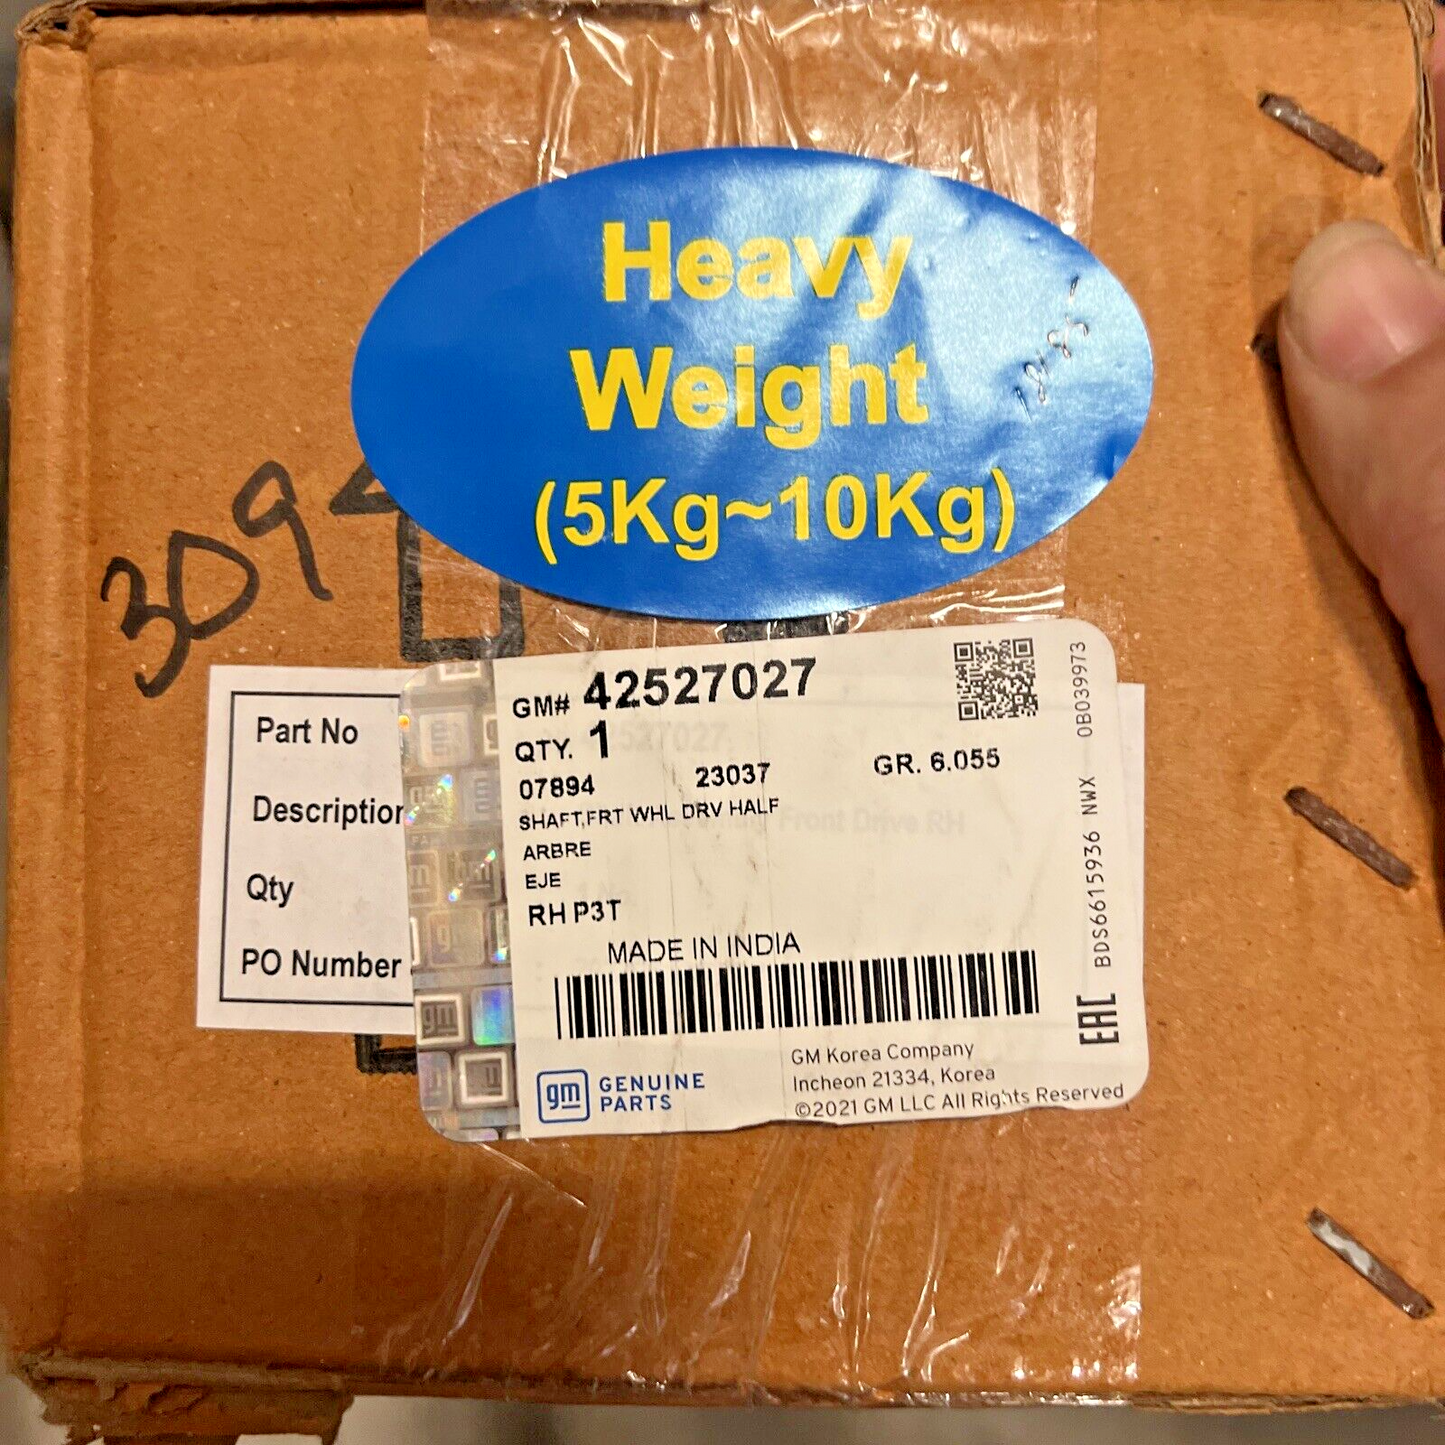 Heavy
Weight
(5Kg~10Kg)
3094
Part No
Description
Qty
PO Number
GM# 42527027
QTY. 1
07894 23037 GR. 6.055
SHAFT,FRT WHL DRV HALF
ARBRE
EJE
RH P3T
MADE IN INDIA
gm GENUINE
PARTS
GM Korea Company
Incheon 21334, Korea
©2021 GM LLC All Rights Reserved
EAC BDS6615936 NWX 0B039973